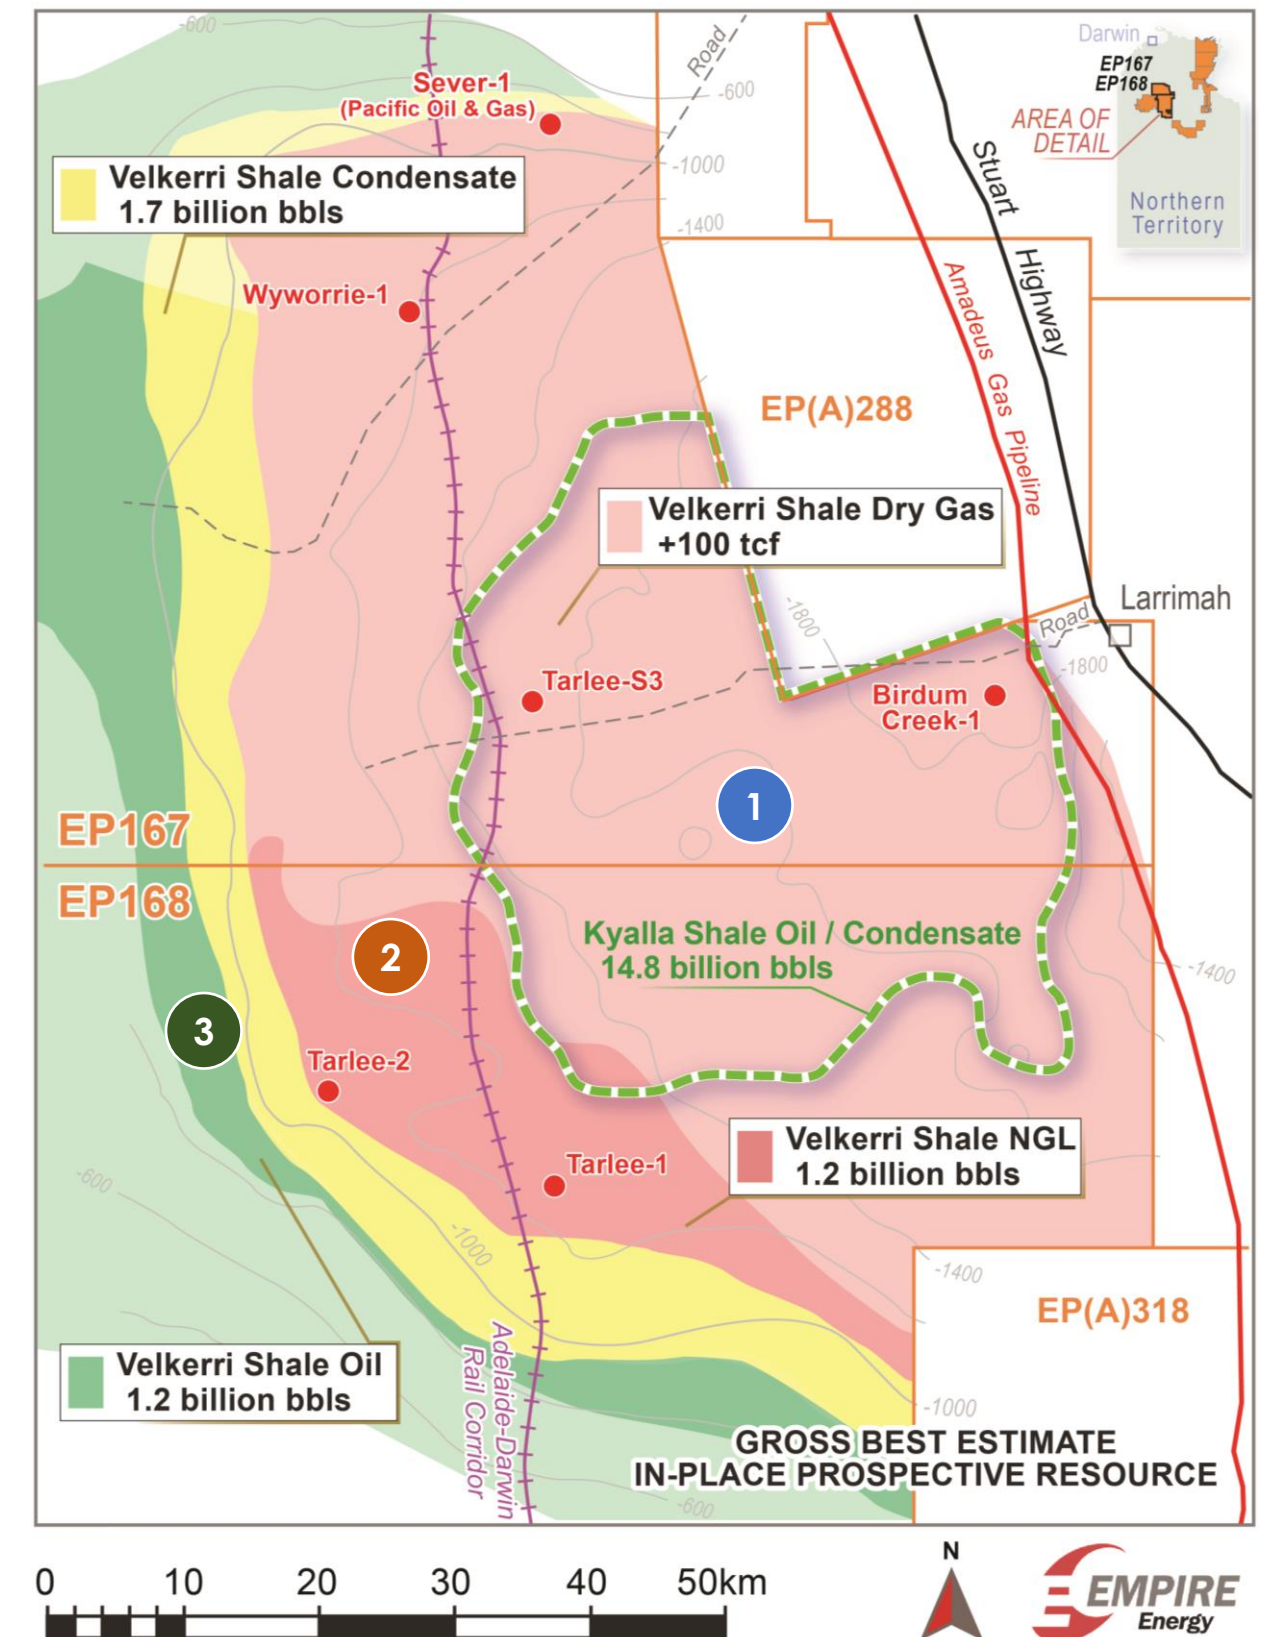 -600
Road
Darwin
EP167
EP168
AREA OF
DETAIL
Northern
Territory
Sever-1
(Pacific Oil & Gas)
-600
-1000
-1400
Stuart Highway
Velkerri Shale Condensate
1.7 billion bbls
Wyworrie-1
Amadeus Gas Pipeline
EP(A)288
Velkerri Shale Dry Gas
+100 tcf
-1800
Larrimah
Road
-1800
Tarlee-S3
Birdum
Creek-1
1
EP167
EP168
2
Kyalla Shale Oil / Condensate
14.8 billion bbls
-1400
3
Tarlee-2
Velkerri Shale NGL
1.2 billion bbls
Tarlee-1
-600
-1000
-1400
EP(A)318
Velkerri Shale Oil
1.2 billion bbls
Adelaide-Darwin
Rail Corridor
-1000
GROSS BEST ESTIMATE
IN-PLACE PROSPECTIVE RESOURCE
-600
0 10 20 30 40 50km
N
EMPIRE
Energy